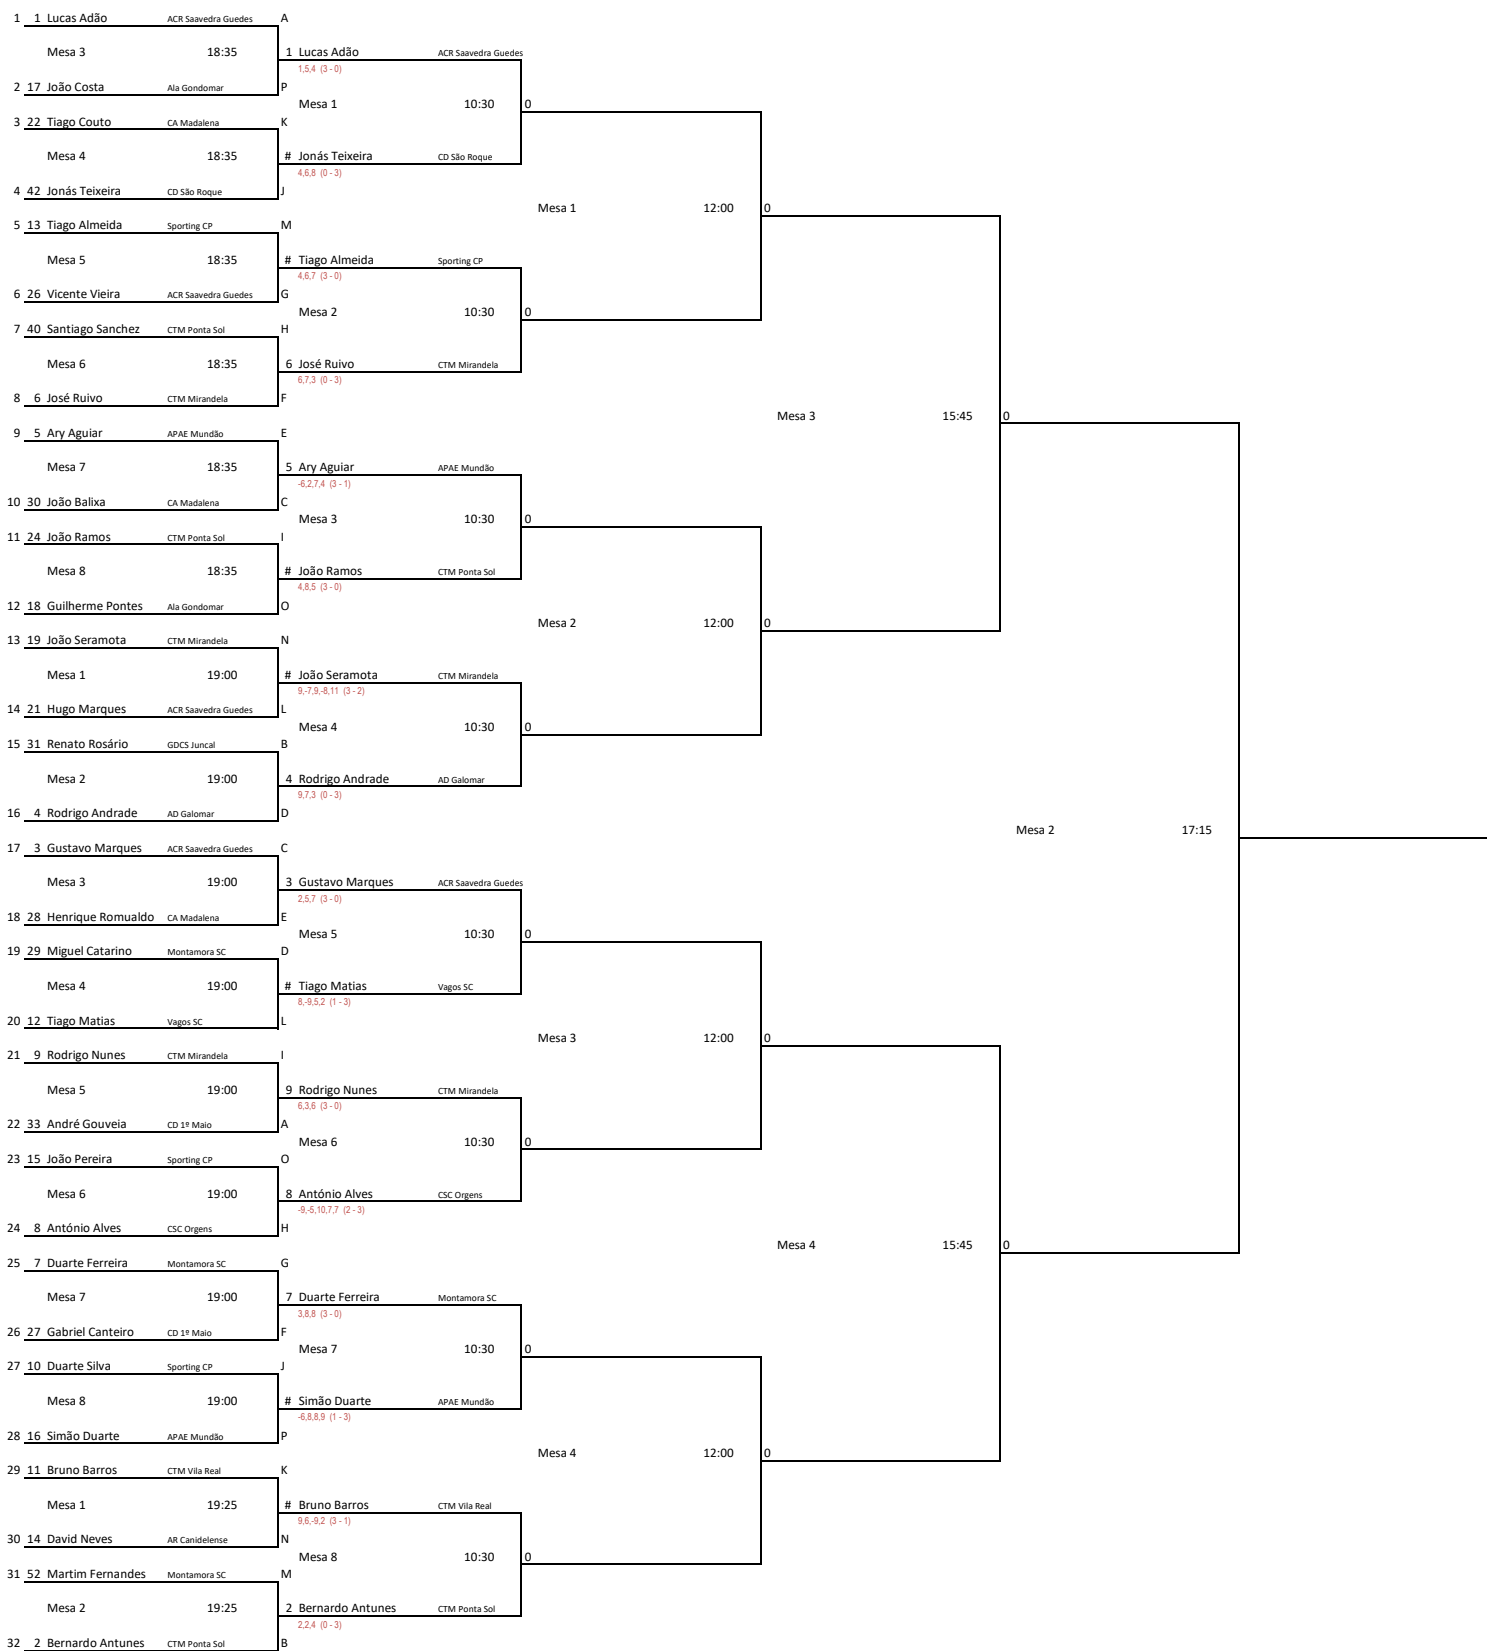 1 1 Lucas Adão ACR Saavedra Guedes A
Mesa 3 18:35 1 Lucas Adão ACR Saavedra Guedes
1,5,4 (3 - 0)
2 17 João Costa Ala Gondomar P
Mesa 1 10:30 0
3 22 Tiago Couto CA Madalena K
Mesa 4 18:35 # Jonás Teixeira CD São Roque
4,6,8 (0 - 3)
4 42 Jonás Teixeira CD São Roque J
Mesa 1 12:00 0
5 13 Tiago Almeida Sporting CP M
Mesa 5 18:35 # Tiago Almeida Sporting CP
4,6,7 (3 - 0)
6 26 Vicente Vieira ACR Saavedra Guedes G
Mesa 2 10:30 0
7 40 Santiago Sanchez CTM Ponta Sol H
Mesa 6 18:35 6 José Ruivo CTM Mirandela
6,7,3 (0 - 3)
8 6 José Ruivo CTM Mirandela F
Mesa 3 15:45 0
9 5 Ary Aguiar APAE Mundão E
Mesa 7 18:35 5 Ary Aguiar APAE Mundão
-6,2,7,4 (3 - 1)
10 30 João Balixa CA Madalena C
Mesa 3 10:30 0
11 24 João Ramos CTM Ponta Sol I
Mesa 8 18:35 # João Ramos CTM Ponta Sol
4,8,5 (3 - 0)
12 18 Guilherme Pontes Ala Gondomar O
Mesa 2 12:00 0
13 19 João Seramota CTM Mirandela N
Mesa 1 19:00 # João Seramota CTM Mirandela
9,-7,9,-8,11 (3 - 2)
14 21 Hugo Marques ACR Saavedra Guedes L
Mesa 4 10:30 0
15 31 Renato Rosário GDCS Juncal B
Mesa 2 19:00 4 Rodrigo Andrade AD Galomar
9,7,3 (0 - 3)
16 4 Rodrigo Andrade AD Galomar D
Mesa 2 17:15
17 3 Gustavo Marques ACR Saavedra Guedes C
Mesa 3 19:00 3 Gustavo Marques ACR Saavedra Guedes
2,5,7 (3 - 0)
18 28 Henrique Romualdo CA Madalena E
Mesa 5 10:30 0
19 29 Miguel Catarino Montamora SC D
Mesa 4 19:00 # Tiago Matias Vagos SC
8,-9,5,2 (1 - 3)
20 12 Tiago Matias Vagos SC L
Mesa 3 12:00 0
21 9 Rodrigo Nunes CTM Mirandela I
Mesa 5 19:00 9 Rodrigo Nunes CTM Mirandela
6,3,6 (3 - 0)
22 33 André Gouveia CD 1º Maio A
Mesa 6 10:30 0
23 15 João Pereira Sporting CP O
Mesa 6 19:00 8 António Alves CSC Orgens
-9,-5,10,7,7 (2 - 3)
24 8 António Alves CSC Orgens H
Mesa 4 15:45 0
25 7 Duarte Ferreira Montamora SC G
Mesa 7 19:00 7 Duarte Ferreira Montamora SC
3,8,8 (3 - 0)
26 27 Gabriel Canteiro CD 1º Maio F
Mesa 7 10:30 0
27 10 Duarte Silva Sporting CP J
Mesa 8 19:00 # Simão Duarte APAE Mundão
-6,8,8,9 (1 - 3)
28 16 Simão Duarte APAE Mundão P
Mesa 4 12:00 0
29 11 Bruno Barros CTM Vila Real K
Mesa 1 19:25 # Bruno Barros CTM Vila Real
9,6,-9,2 (3 - 1)
30 14 David Neves AR Canidelense N
Mesa 8 10:30 0
31 52 Martim Fernandes Montamora SC M
Mesa 2 19:25 2 Bernardo Antunes CTM Ponta Sol
2,2,4 (0 - 3)
32 2 Bernardo Antunes CTM Ponta Sol B